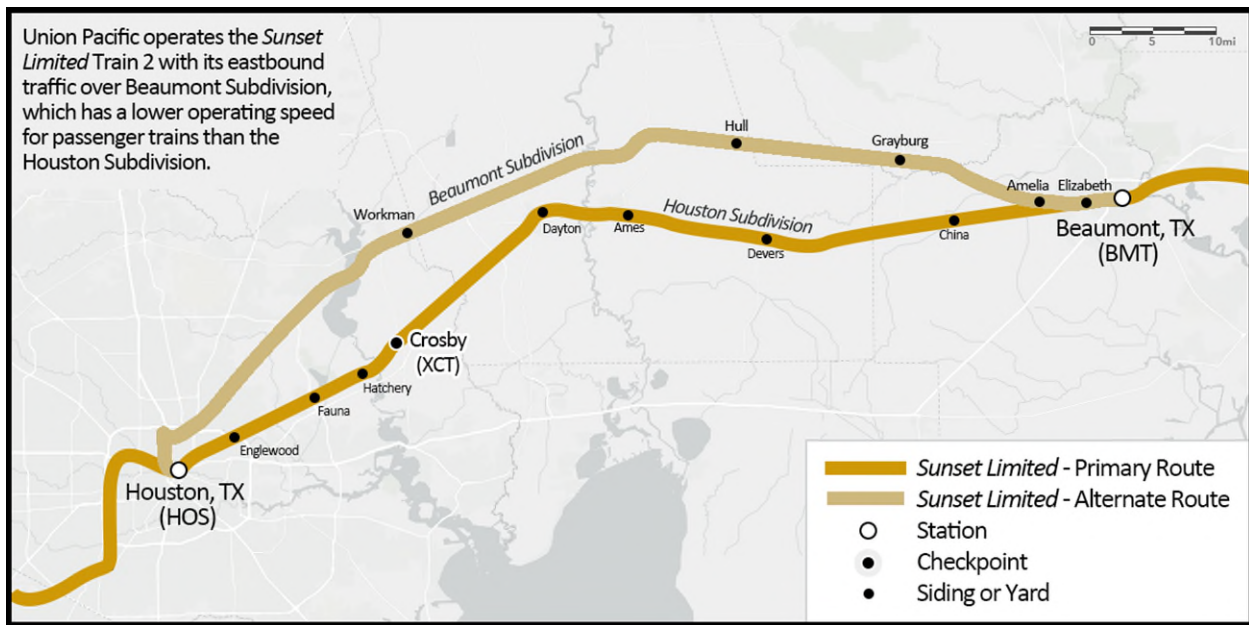 Union Pacific operates the Sunset
Limited Train 2 with its eastbound
traffic over Beaumont Subdivision,
which has a lower operating speed
for passenger trains than the
Houston Subdivision.
0 5 10mi
Hull
Grayburg
Beaumont Subdivision
Amelia
Elizabeth
Workman
Houston Subdivision
Dayton
Ames
Devers
China
Beaumont, TX
(BMT)
Crosby
(XCT)
Hatchery
Fauna
Englewood
Houston, TX
(HOS)
Sunset Limited - Primary Route
Sunset Limited - Alternate Route
Station
Checkpoint
Siding or Yard